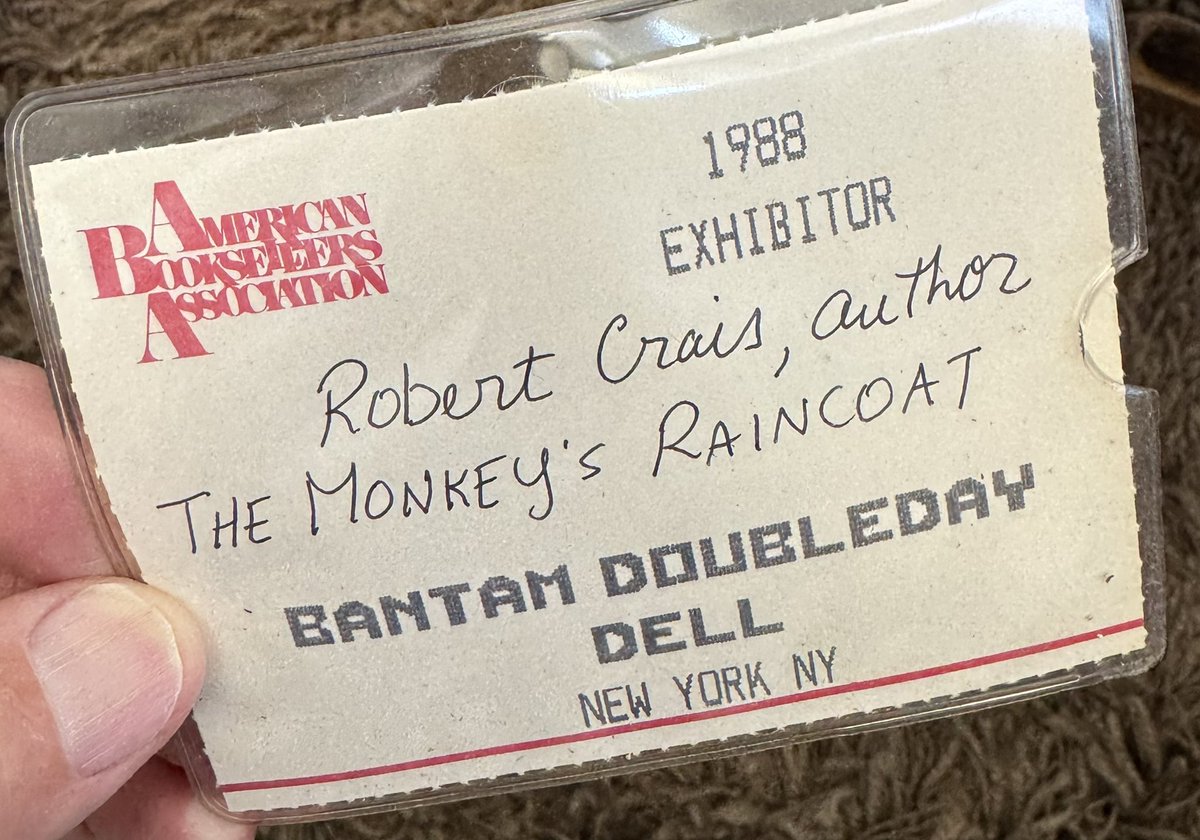 AMERICAN
BOOKSELLERS
ASSOCIATION
1988
EXHIBITOR
Robert Crais, author
THE MONKEY'S RAINCOAT
BANTAM DOUBLEDAY
DELL
NEW YORK NY